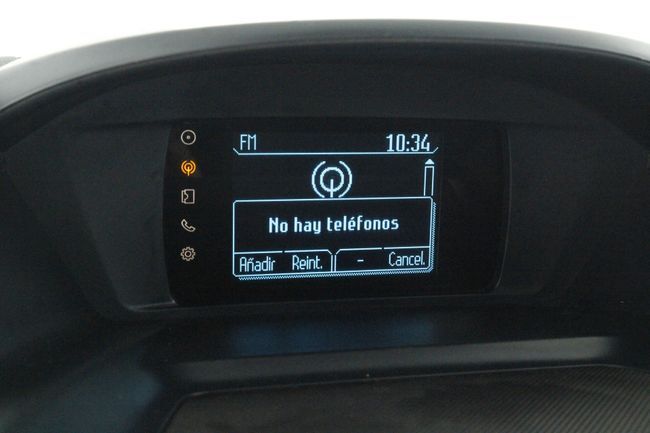 FM 10:34
No hay teléfonos
Añadir Reint. - Cancel.